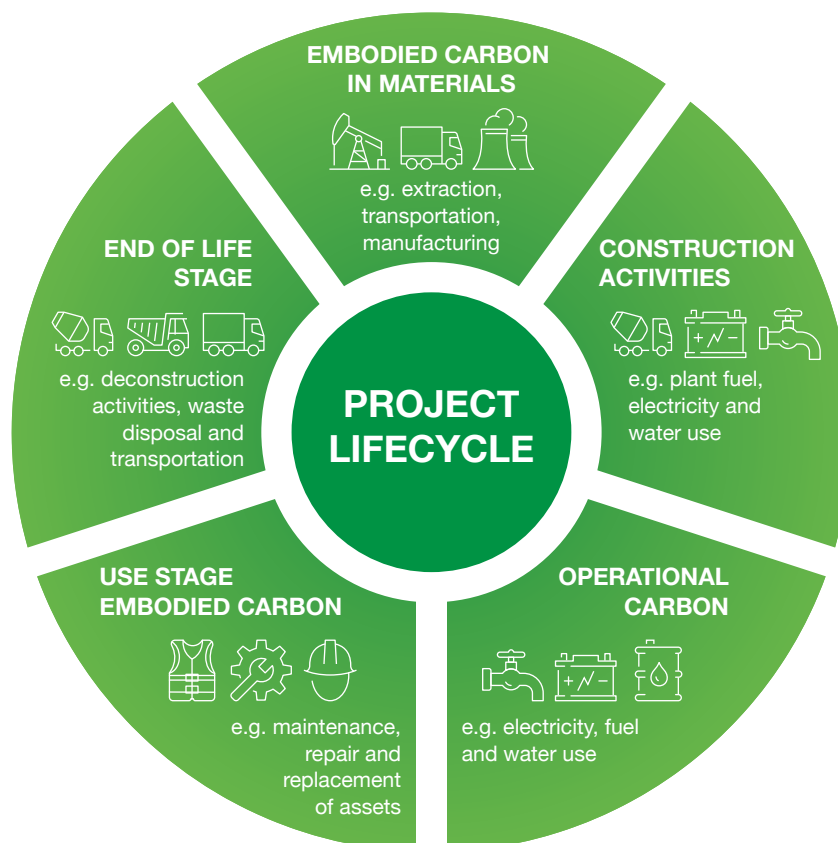 EMBODIED CARBON
IN MATERIALS
e.g. extraction,
transportation,
manufacturing
CONSTRUCTION
ACTIVITIES
e.g. plant fuel,
electricity and
water use
OPERATIONAL
CARBON
e.g. electricity, fuel
and water use
USE STAGE
EMBODIED CARBON
e.g. maintenance,
repair and
replacement
of assets
END OF LIFE
STAGE
e.g. deconstruction
activities, waste
disposal and
transportation
PROJECT
LIFECYCLE